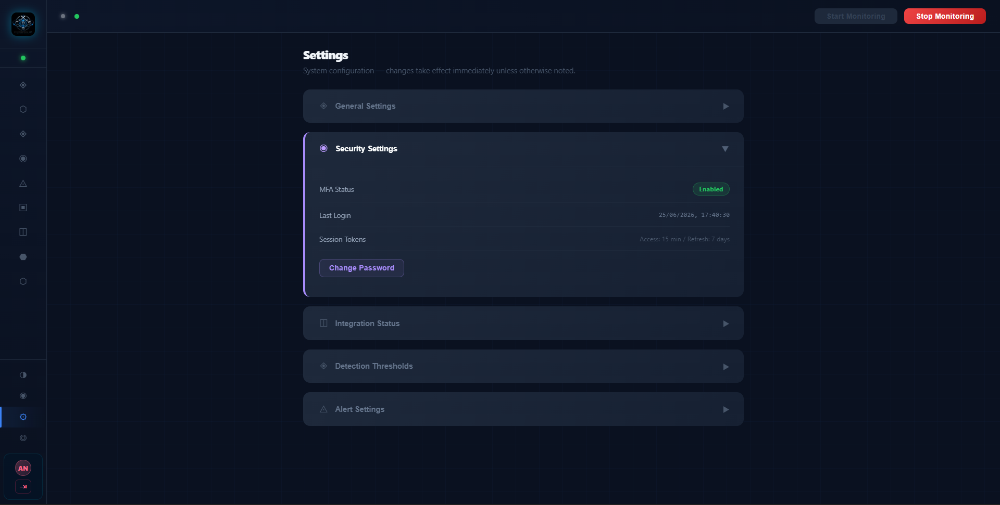 Start Monitoring
Stop Monitoring
Settings
System configuration — changes take effect immediately unless otherwise noted.
General Settings
Security Settings
MFA Status
Enabled
Last Login
25/06/2026, 17:40:30
Session Tokens
Access: 15 min / Refresh: 7 days
Change Password
Integration Status
Detection Thresholds
Alert Settings
AN